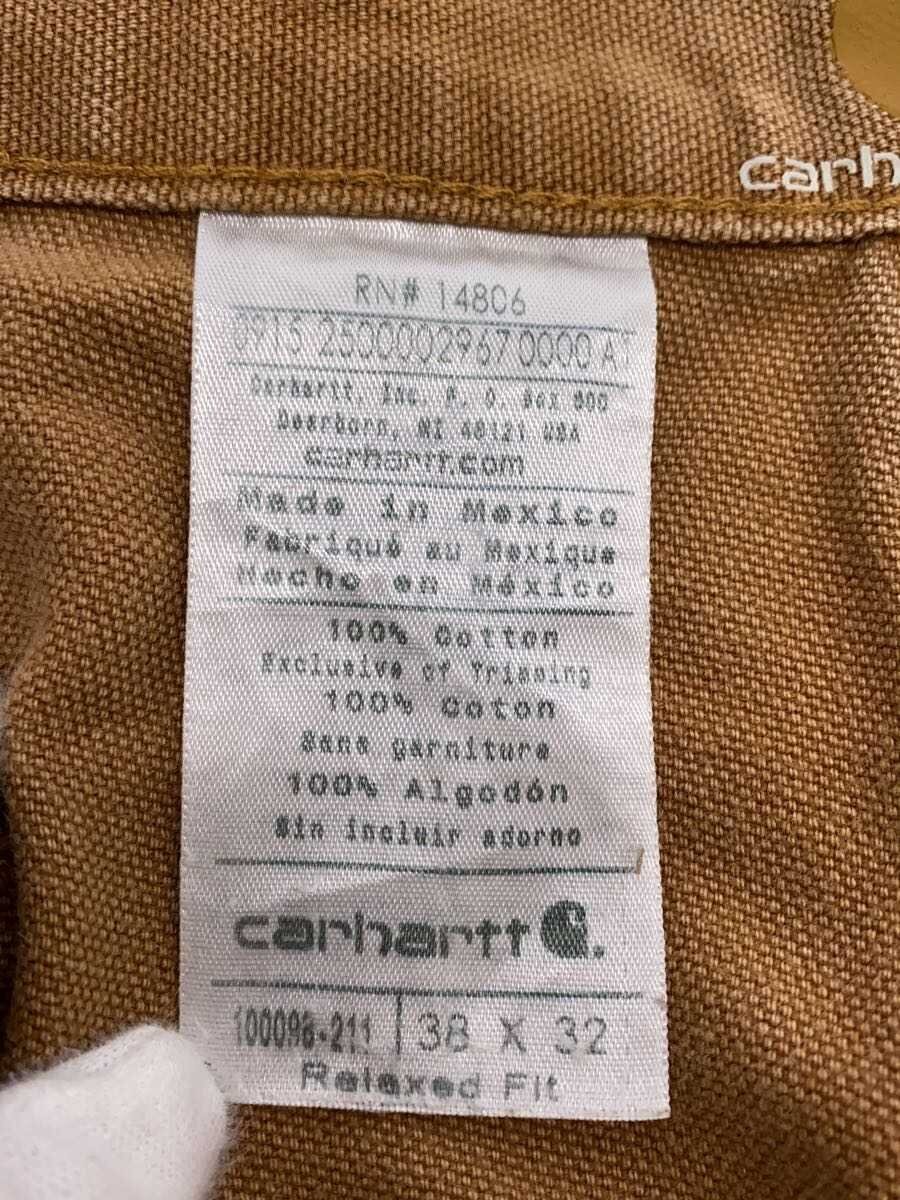 carh
RN# 14806
0915 2500002967 0000 AT
Carhartt, Inc. P. O. Box 600
Dearborn, MI 48121 USA
carhartt.com
Made in Mexico
Fabriqué au Mexique
Hecho en México
100% Cotton
Exclusive of Trimming
100% Coton
Sans garniture
100% Algodón
Sin incluir adorno
carhartt
100096-211 38 X 32
Relaxed Fit